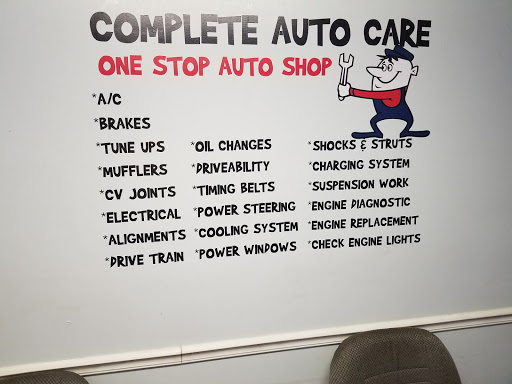 COMPLETE AUTO CARE
ONE STOP AUTO SHOP
*A/C
*BRAKES
*TUNE UPS
*MUFFLERS
*CV JOINTS
*ELECTRICAL
*ALIGNMENTS
*DRIVE TRAIN
*OIL CHANGES
*DRIVEABILITY
*TIMING BELTS
*POWER STEERING
*COOLING SYSTEM
*POWER WINDOWS
*SHOCKS & STRUTS
*CHARGING SYSTEM
*SUSPENSION WORK
*ENGINE DIAGNOSTIC
*ENGINE REPLACEMENT
*CHECK ENGINE LIGHTS